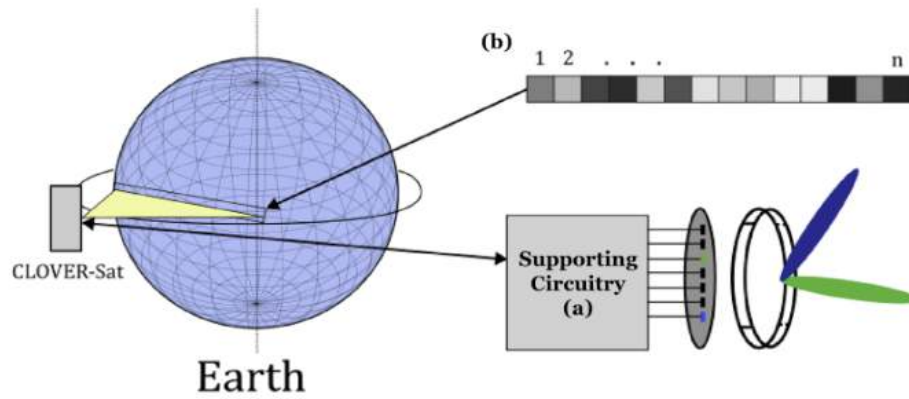 (b)
1 2 . . . n
CLOVER-Sat
Supporting
Circuitry
(a)
Earth